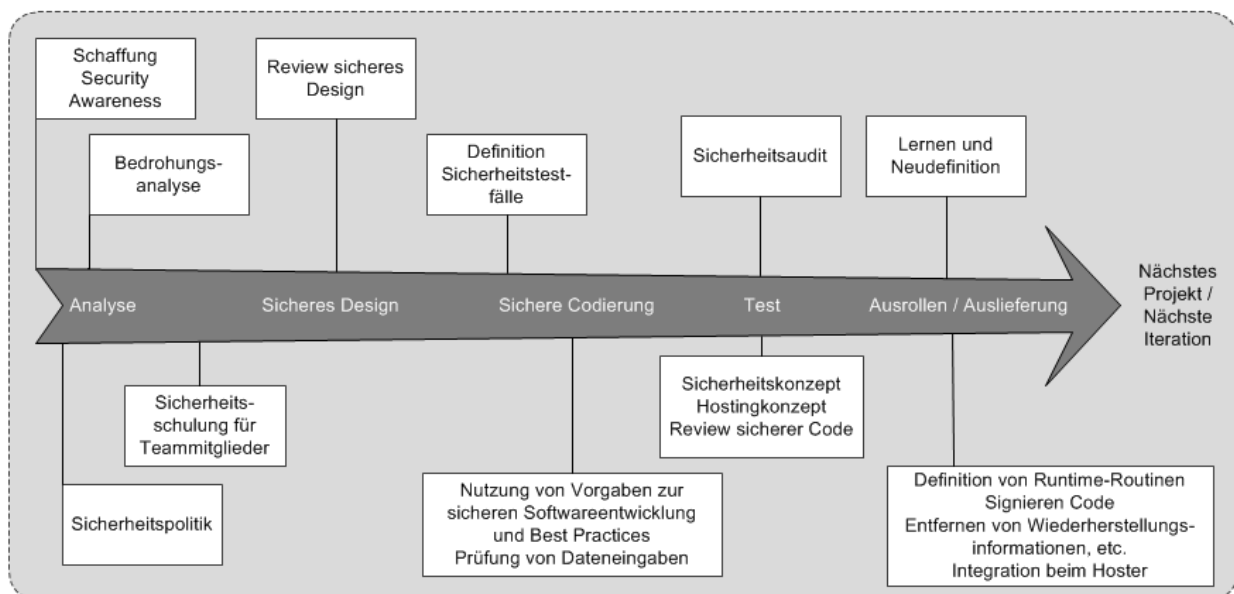 Schaffung
Security
Awareness
Review sicheres
Design
Bedrohungs-
analyse
Definition
Sicherheitstest-
fälle
Sicherheitsaudit
Lernen und
Neudefinition
Analyse
Sicheres Design
Sichere Codierung
Test
Ausrollen / Auslieferung
Nächstes
Projekt /
Nächste
Iteration
Sicherheits-
schulung für
Teammitglieder
Sicherheitskonzept
Hostingkonzept
Review sicherer Code
Sicherheitspolitik
Nutzung von Vorgaben zur
sicheren Softwareentwicklung
und Best Practices
Prüfung von Dateneingaben
Definition von Runtime-Routinen
Signieren Code
Entfernen von Wiederherstellungs-
informationen, etc.
Integration beim Hoster